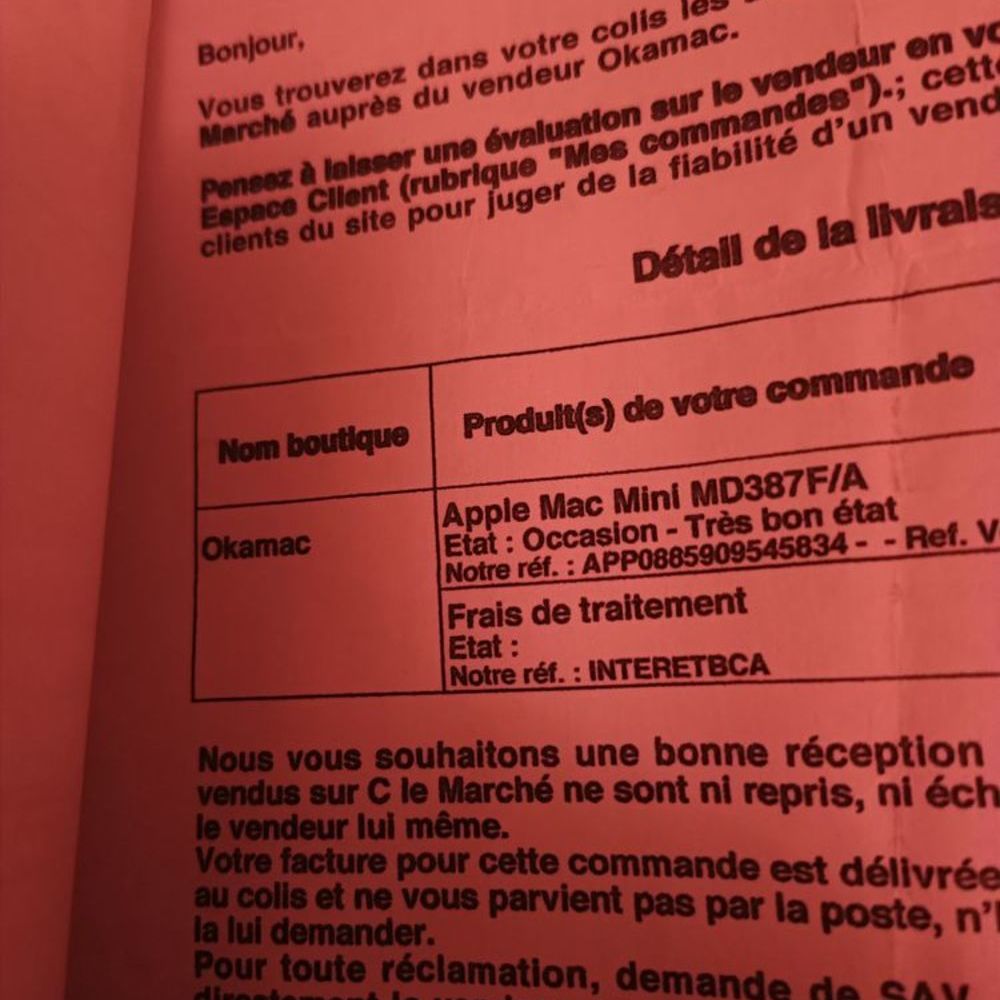 Bonjour,
Vous trouverez dans votre colis les
Marché auprès du vendeur Okamac.
Pensez à laisser une évaluation sur le vendeur en
Espace Client (rubrique "Mes commandes").; cette
clients du site pour juger de la fiabilité d'un
Détail de la
Nom boutique
Produit(s) de votre commande
Okamac
Apple Mac Mini MD387F/A
Etat : Occasion - Très bon état
Notre réf. : APP0885909545834 - - Ref.
Frais de traitement
Etat :
Notre réf. : INTERETBCA
Nous vous souhaitons une bonne réception
vendus sur C le Marché ne sont ni repris, ni
le vendeur lui même.
Votre facture pour cette commande est délivrée
au colis et ne vous parvient pas par la poste,
la lui demander.
Pour toute réclamation, demande de SAV